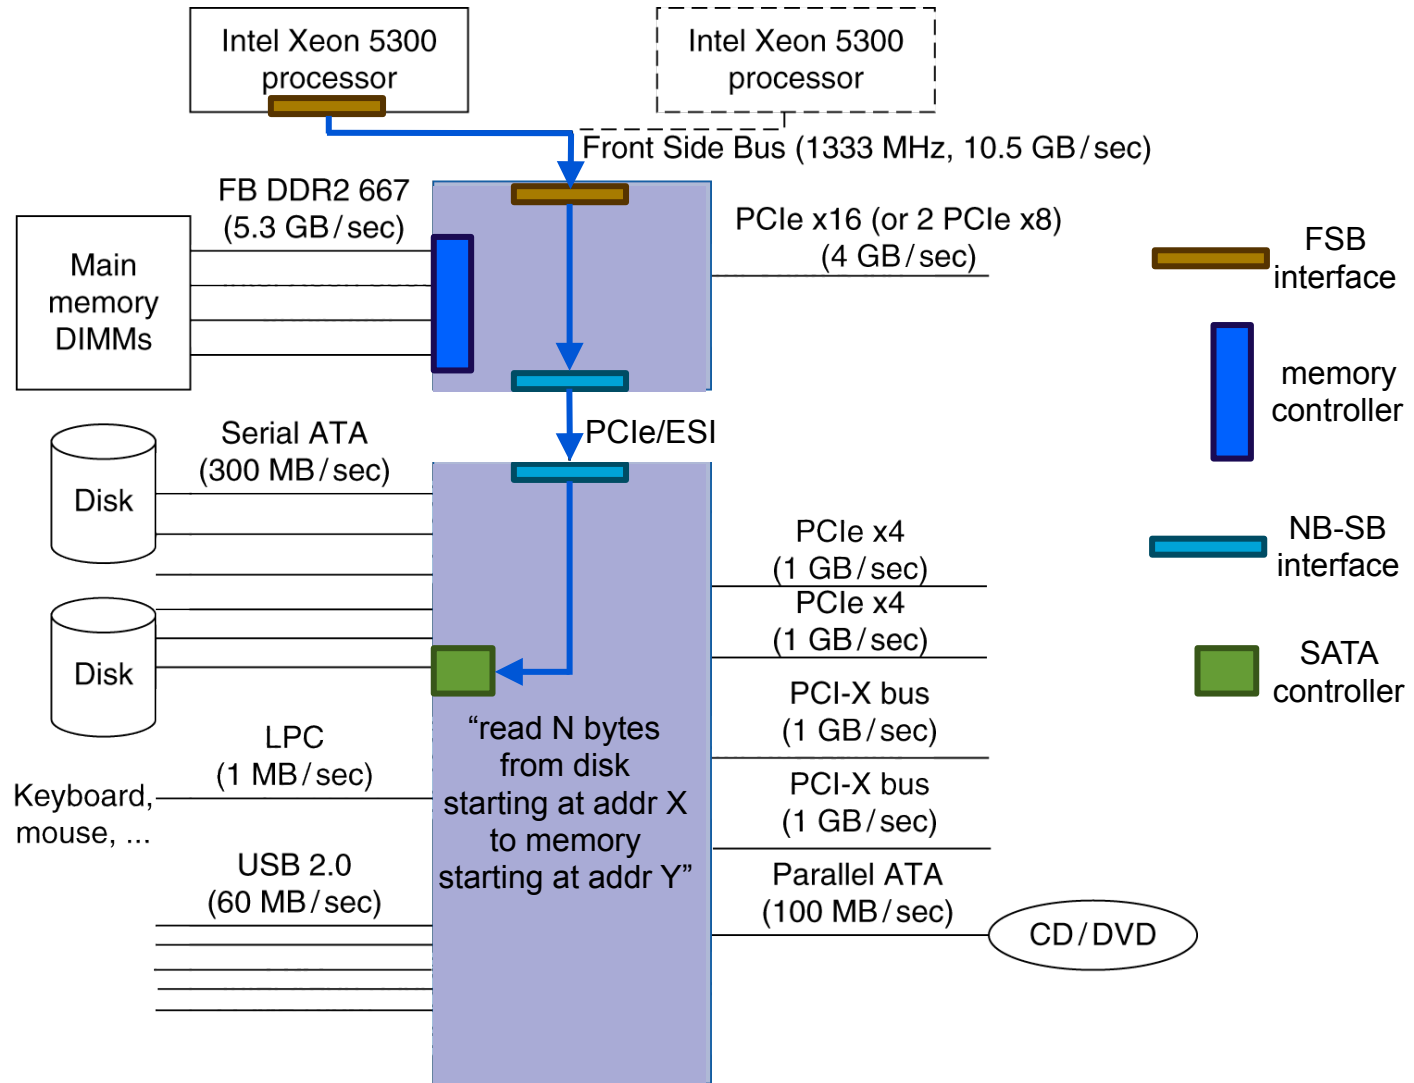 Intel Xeon 5300
processor
Intel Xeon 5300
processor
Front Side Bus (1333 MHz, 10.5 GB/sec)
FB DDR2 667
(5.3 GB/sec)
Main
memory
DIMMs
PCIe x16 (or 2 PCIe x8)
(4 GB/sec)
FSB
interface
memory
controller
NB-SB
interface
SATA
controller
PCIe/ESI
Serial ATA
(300 MB/sec)
Disk
Disk
PCIe x4
(1 GB/sec)
PCIe x4
(1 GB/sec)
PCI-X bus
(1 GB/sec)
PCI-X bus
(1 GB/sec)
Parallel ATA
(100 MB/sec)
CD/DVD
“read N bytes
from disk
starting at addr X
to memory
starting at addr Y”
LPC
(1 MB/sec)
Keyboard,
mouse, ...
USB 2.0
(60 MB/sec)